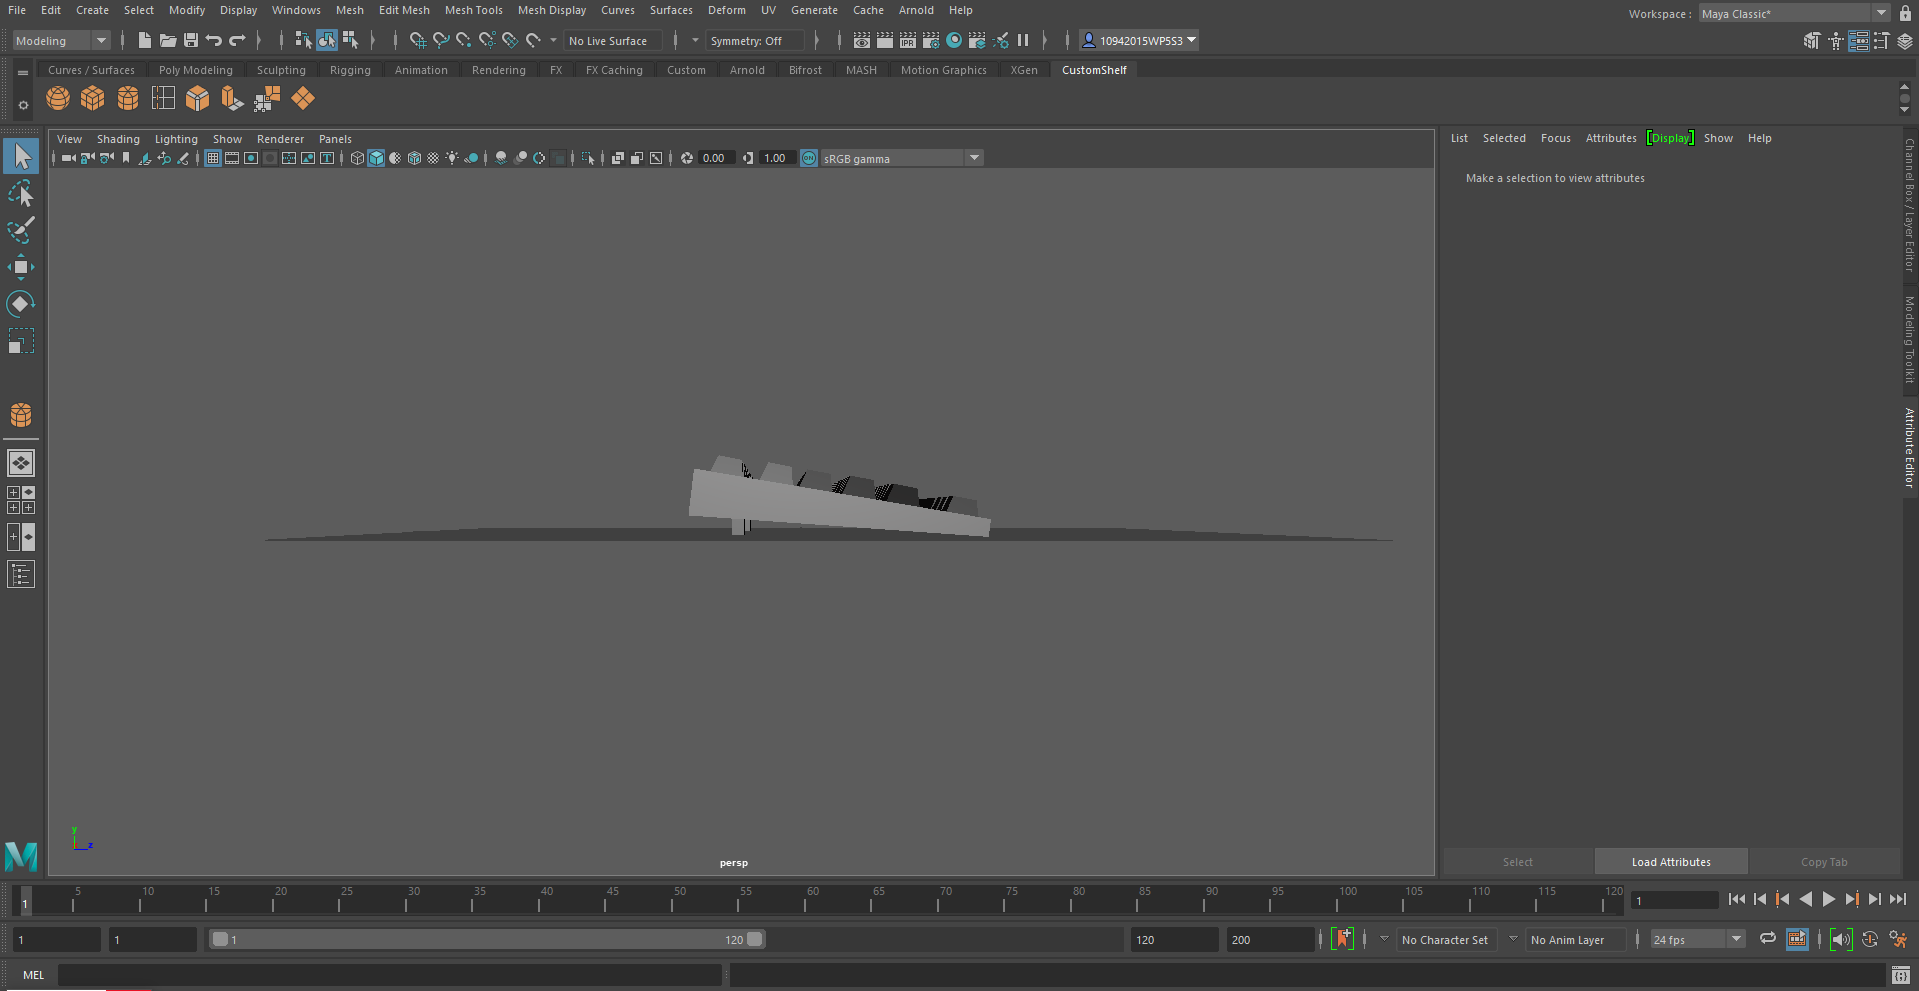 File Edit Create Select Modify Display Windows Mesh Edit Mesh Mesh Tools Mesh Display Curves Surfaces Deform UV Generate Cache Arnold Help
Workspace : Maya Classic*
Modeling No Live Surface Symmetry: Off 10942015WP5S3
Curves / Surfaces Poly Modeling Sculpting Rigging Animation Rendering FX FX Caching Custom Arnold Bifrost MASH Motion Graphics XGen CustomShelf
View Shading Lighting Show Renderer Panels
IPR 0.00 1.00 ON sRGB gamma
List Selected Focus Attributes Display Show Help
Make a selection to view attributes
Channel Box / Layer Editor
Modeling Toolkit
Attribute Editor
y
z
persp
Select Load Attributes Copy Tab
5 10 15 20 25 30 35 40 45 50 55 60 65 70 75 80 85 90 95 100 105 110 115 120
1 1
1 1 1 120 120 200 No Character Set No Anim Layer 24 fps
MEL